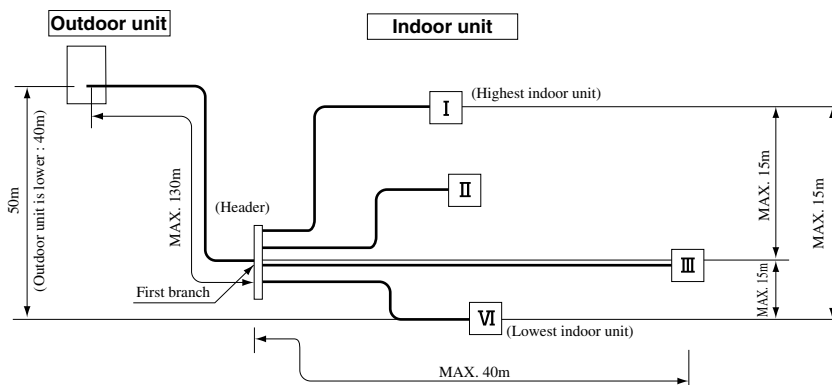 Outdoor unit
Indoor unit
I
(Highest indoor unit)
50m
(Outdoor unit is lower : 40m)
MAX. 130m
(Header)
II
MAX. 15m
MAX. 15m
III
First branch
MAX. 15m
VI
(Lowest indoor unit)
MAX. 40m